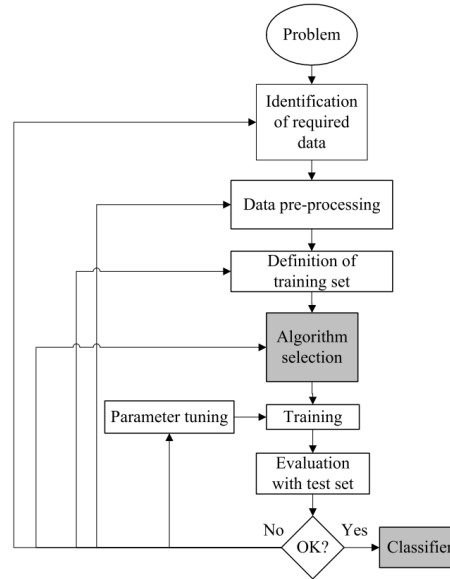 Problem
Identification
of required
data
Data pre-processing
Definition of
training set
Algorithm
selection
Parameter tuning
Training
Evaluation
with test set
No
OK?
Yes
Classifier